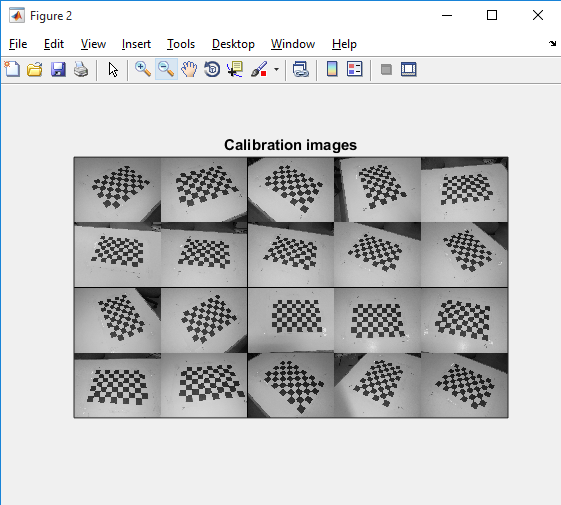 Figure 2
File Edit View Insert Tools Desktop Window Help
Calibration images